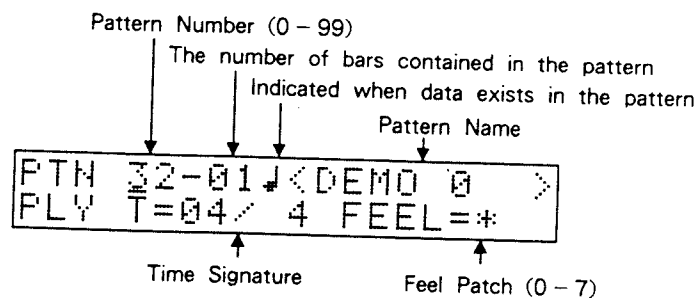 Pattern Number (0 – 99)
The number of bars contained in the pattern
Indicated when data exists in the pattern
Pattern Name
PTN 32-01♩<DEMO 0 >
PLY T=04/ 4 FEEL=*
Time Signature
Feel Patch (0 – 7)